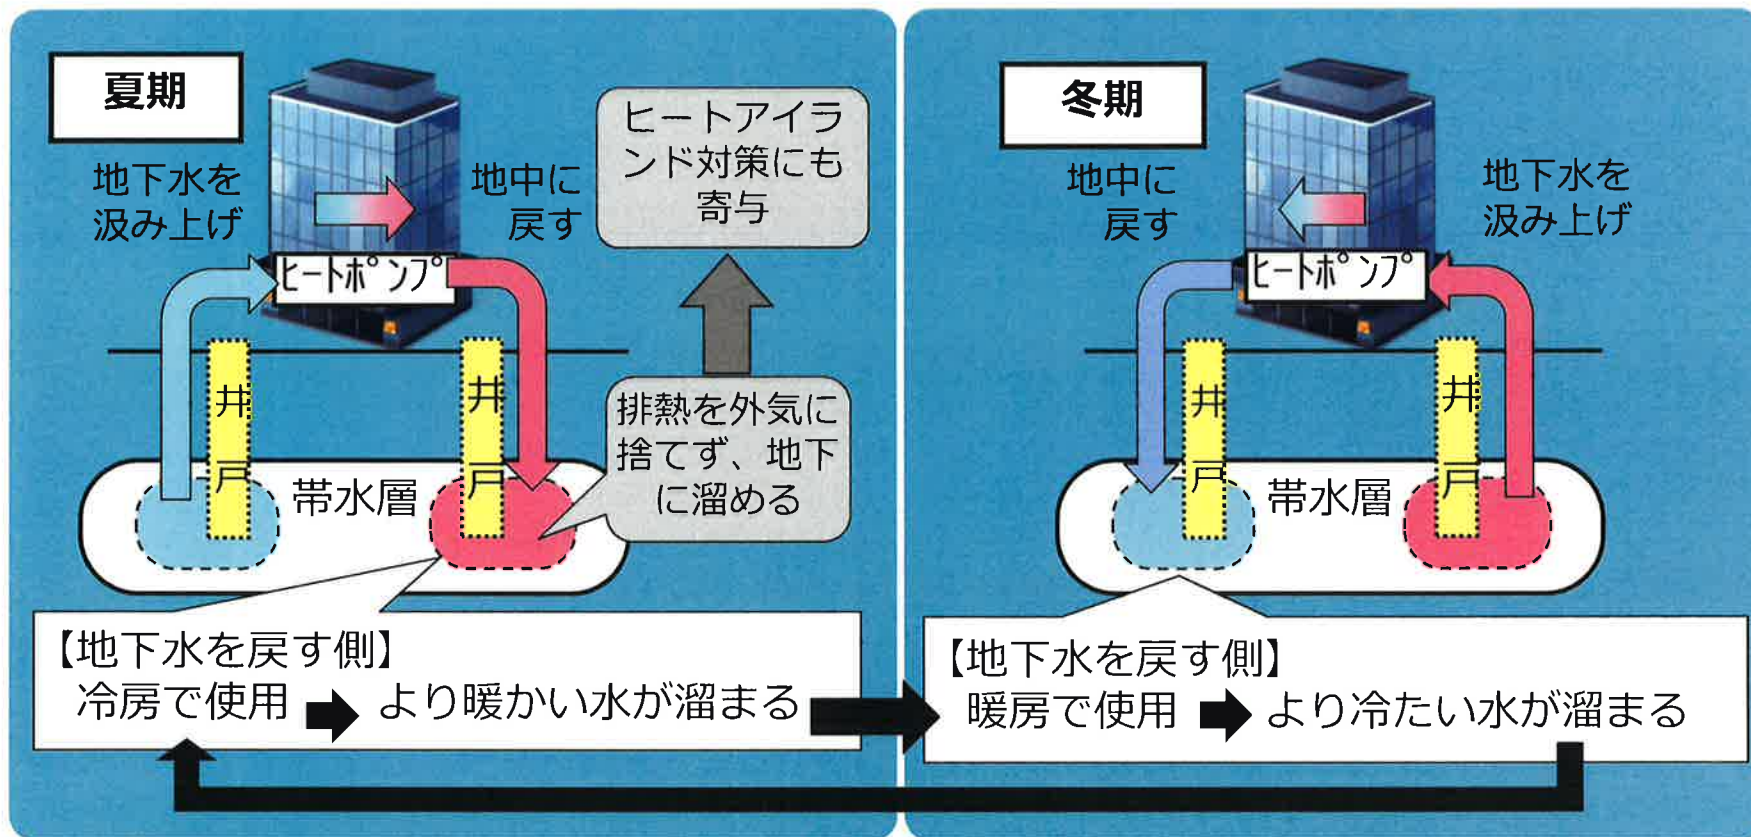 夏期
地下水を
汲み上げ
地中に
戻す
ヒートアイラ
ンド対策にも
寄与
ヒートポンプ
井
戸
井
戸
帯水層
排熱を外気に
捨てず、地下
に溜める
【地下水を戻す側】
冷房で使用
より暖かい水が溜まる
冬期
地中に
戻す
地下水を
汲み上げ
ヒートポンプ
井
戸
井
戸
帯水層
【地下水を戻す側】
暖房で使用
より冷たい水が溜まる